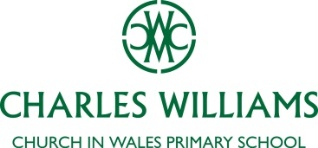 CHARLES WILLIAMS
CHURCH IN WALES PRIMARY SCHOOL